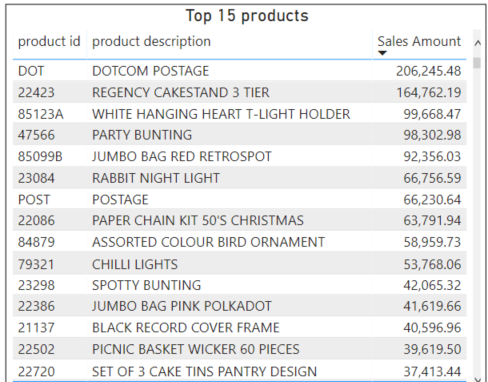 Top 15 products
product id product description Sales Amount
DOT DOTCOM POSTAGE 206,245.48
22423 REGENCY CAKESTAND 3 TIER 164,762.19
85123A WHITE HANGING HEART T-LIGHT HOLDER 99,668.47
47566 PARTY BUNTING 98,302.98
85099B JUMBO BAG RED RETROSPOT 92,356.03
23084 RABBIT NIGHT LIGHT 66,756.59
POST POSTAGE 66,230.64
22086 PAPER CHAIN KIT 50'S CHRISTMAS 63,791.94
84879 ASSORTED COLOUR BIRD ORNAMENT 58,959.73
79321 CHILLI LIGHTS 53,768.06
23298 SPOTTY BUNTING 42,065.32
22386 JUMBO BAG PINK POLKADOT 41,619.66
21137 BLACK RECORD COVER FRAME 40,596.96
22502 PICNIC BASKET WICKER 60 PIECES 39,619.50
22720 SET OF 3 CAKE TINS PANTRY DESIGN 37,413.44